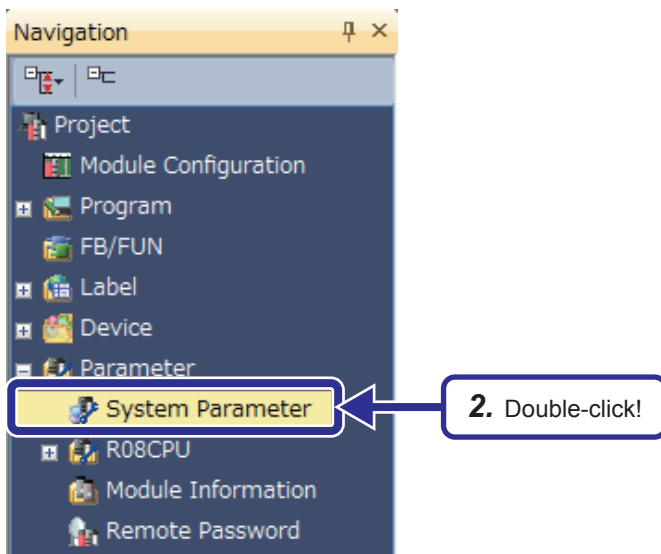 Navigation
Project
Module Configuration
Program
FB/FUN
Label
Device
Parameter
System Parameter
2. Double-click!
R08CPU
Module Information
Remote Password